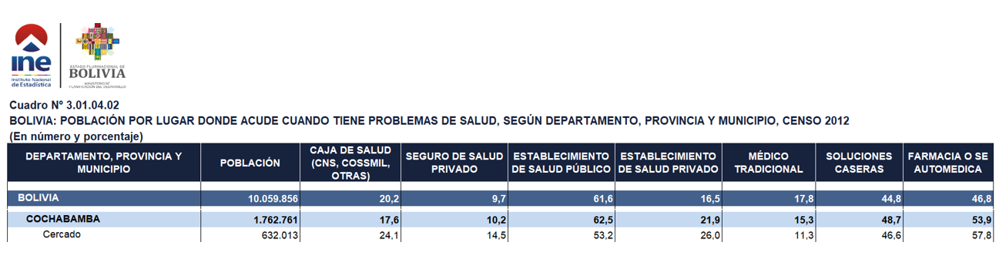 ine
Instituto Nacional
de Estadística
ESTADO PLURINACIONAL DE
BOLIVIA
MINISTERIO DE
PLANIFICACIÓN DEL DESARROLLO
Cuadro Nº 3.01.04.02
BOLIVIA: POBLACIÓN POR LUGAR DONDE ACUDE CUANDO TIENE PROBLEMAS DE SALUD, SEGÚN DEPARTAMENTO, PROVINCIA Y MUNICIPIO, CENSO 2012
(En número y porcentaje)
DEPARTAMENTO, PROVINCIA Y MUNICIPIO POBLACIÓN CAJA DE SALUD (CNS, COSSMIL, OTRAS) SEGURO DE SALUD PRIVADO ESTABLECIMIENTO DE SALUD PÚBLICO ESTABLECIMIENTO DE SALUD PRIVADO MÉDICO TRADICIONAL SOLUCIONES CASERAS FARMACIA O SE AUTOMEDICA
BOLIVIA 10.059.856 20,2 9,7 61,6 16,5 17,8 44,8 46,8
COCHABAMBA 1.762.761 17,6 10,2 62,5 21,9 15,3 48,7 53,9
Cercado 632.013 24,1 14,5 53,2 26,0 11,3 46,6 57,8